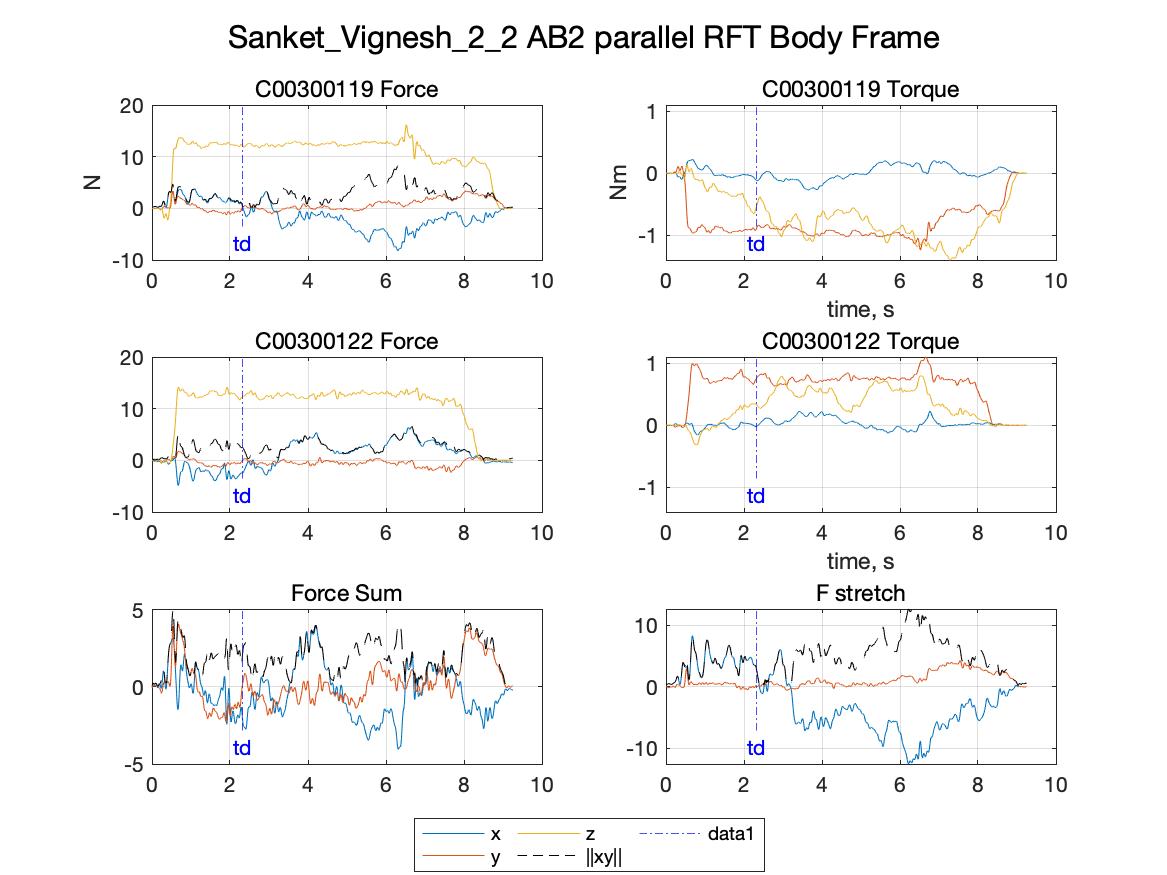 Sanket_Vignesh_2_2 AB2 parallel RFT Body Frame
C00300119 Force
20
10
0
-10
N
td
0 2 4 6 8 10
C00300119 Torque
1
0
-1
Nm
td
0 2 4 6 8 10
time, s
C00300122 Force
20
10
0
-10
td
0 2 4 6 8 10
C00300122 Torque
1
0
-1
td
0 2 4 6 8 10
time, s
Force Sum
5
0
-5
td
0 2 4 6 8 10
F stretch
10
0
-10
td
0 2 4 6 8 10
x z data1
y ||xy||